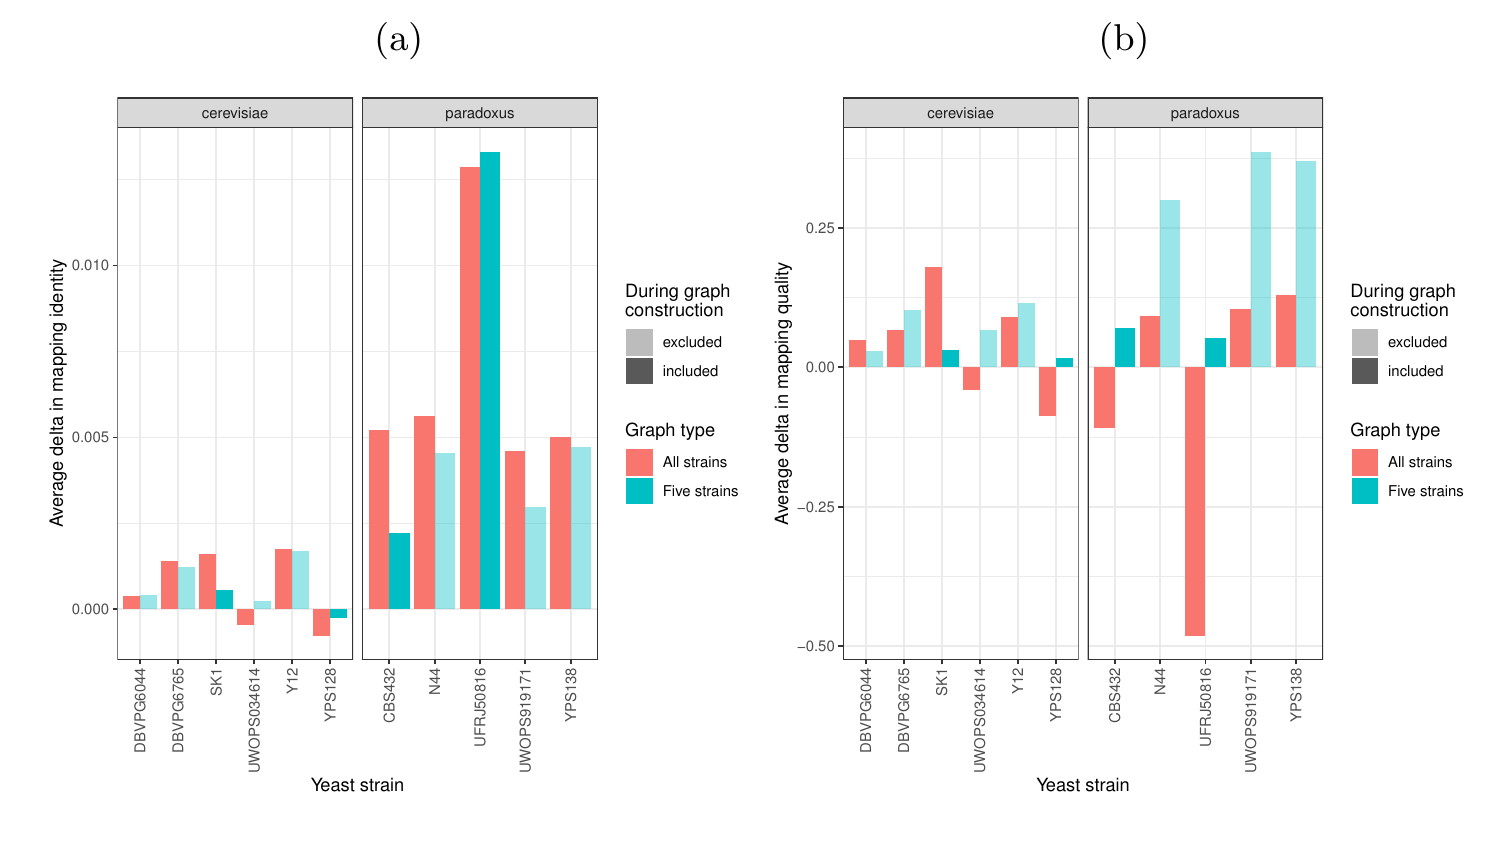 (a)
cerevisiae
paradoxus
Average delta in mapping identity
0.010
0.005
0.000
DBVPG6044
DBVPG6765
SK1
UWOPS034614
Y12
YPS128
CBS432
N44
UFRJ50816
UWOPS919171
YPS138
Yeast strain
During graph
construction
excluded
included
Graph type
All strains
Five strains
(b)
cerevisiae
paradoxus
Average delta in mapping quality
0.25
0.00
−0.25
−0.50
DBVPG6044
DBVPG6765
SK1
UWOPS034614
Y12
YPS128
CBS432
N44
UFRJ50816
UWOPS919171
YPS138
Yeast strain
During graph
construction
excluded
included
Graph type
All strains
Five strains